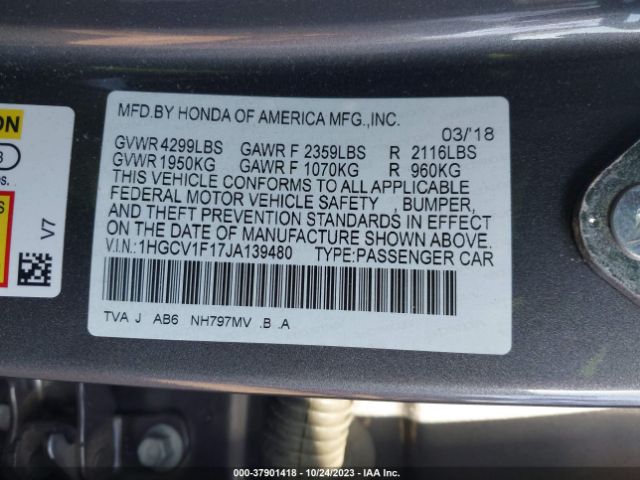 MFD.BY HONDA OF AMERICA MFG.,INC.
03/'18
GVWR 4299LBS GAWR F 2359LBS R 2116LBS
GVWR 1950KG GAWR F 1070KG R 960KG
THIS VEHICLE CONFORMS TO ALL APPLICABLE
FEDERAL MOTOR VEHICLE SAFETY , BUMPER,
AND THEFT PREVENTION STANDARDS IN EFFECT
ON THE DATE OF MANUFACTURE SHOWN ABOVE.
V.I.N.:1HGCV1F17JA139480 TYPE:PASSENGER CAR
TVA J AB6 NH797MV .B .A
V7
000-37901418 - 10/24/2023 - IAA Inc.